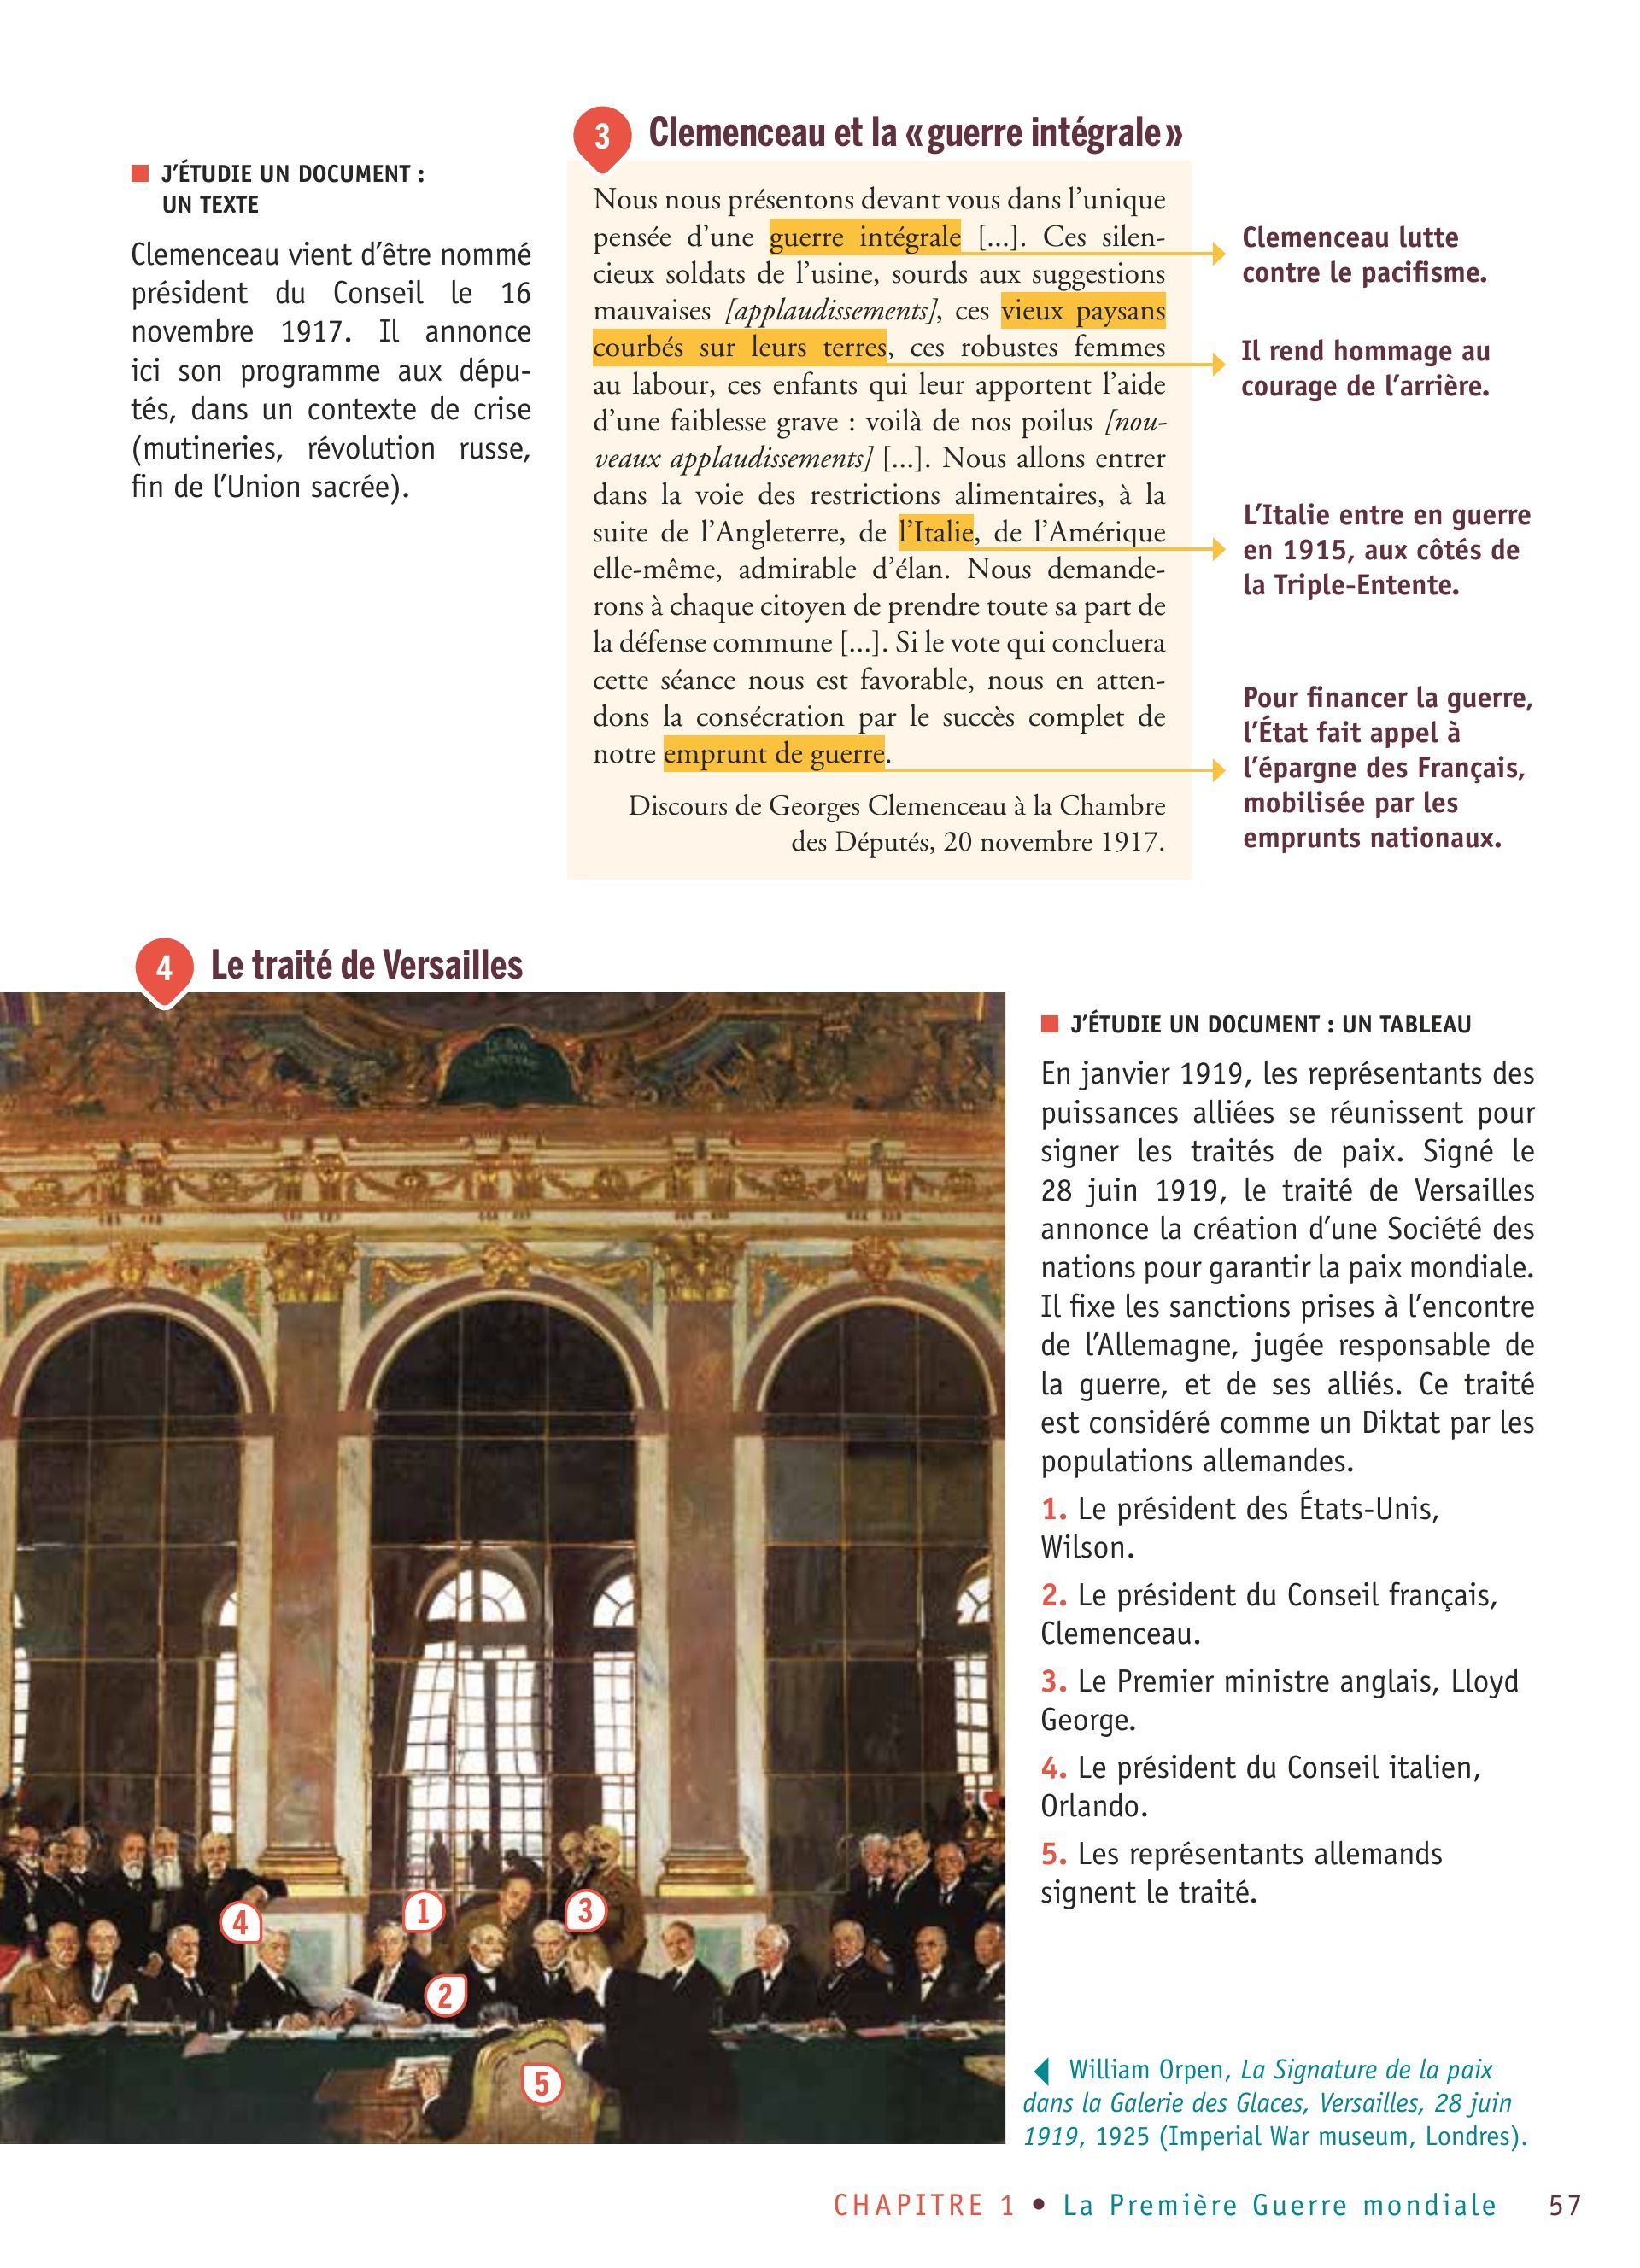 ■ J'ÉTUDIE UN DOCUMENT :
UN TEXTE
Clemenceau vient d'être nommé
président du Conseil le 16
novembre 1917. Il annonce
ici son programme aux dépu-
tés, dans un contexte de crise
(mutineries, révolution russe,
fin de l'Union sacrée).
3 Clemenceau et la « guerre intégrale »
Nous nous présentons devant vous dans l'unique
pensée d'une guerre intégrale [...]. Ces silen-
cieux soldats de l'usine, sourds aux suggestions
mauvaises [applaudissements], ces vieux paysans
courbés sur leurs terres, ces robustes femmes
au labour, ces enfants qui leur apportent l'aide
d'une faiblesse grave : voilà de nos poilus [nou-
veaux applaudissements] [...]. Nous allons entrer
dans la voie des restrictions alimentaires, à la
suite de l'Angleterre, de l'Italie, de l'Amérique
elle-même, admirable d'élan. Nous demande-
rons à chaque citoyen de prendre toute sa part de
la défense commune [...]. Si le vote qui concluera
cette séance nous est favorable, nous en atten-
dons la consécration par le succès complet de
notre emprunt de guerre.
Discours de Georges Clemenceau à la Chambre
des Députés, 20 novembre 1917.
Clemenceau lutte
contre le pacifisme.
Il rend hommage au
courage de l'arrière.
L'Italie entre en guerre
en 1915, aux côtés de
la Triple-Entente.
Pour financer la guerre,
l'État fait appel à
l'épargne des Français,
mobilisée par les
emprunts nationaux.
4 Le traité de Versailles
4
1
3
2
5
■ J'ÉTUDIE UN DOCUMENT : UN TABLEAU
En janvier 1919, les représentants des
puissances alliées se réunissent pour
signer les traités de paix. Signé le
28 juin 1919, le traité de Versailles
annonce la création d'une Société des
nations pour garantir la paix mondiale.
Il fixe les sanctions prises à l'encontre
de l'Allemagne, jugée responsable de
la guerre, et de ses alliés. Ce traité
est considéré comme un Diktat par les
populations allemandes.
1. Le président des États-Unis,
Wilson.
2. Le président du Conseil français,
Clemenceau.
3. Le Premier ministre anglais, Lloyd
George.
4. Le président du Conseil italien,
Orlando.
5. Les représentants allemands
signent le traité.
◀ William Orpen, La Signature de la paix
dans la Galerie des Glaces, Versailles, 28 juin
1919, 1925 (Imperial War museum, Londres).
CHAPITRE 1 • La Première Guerre mondiale 57